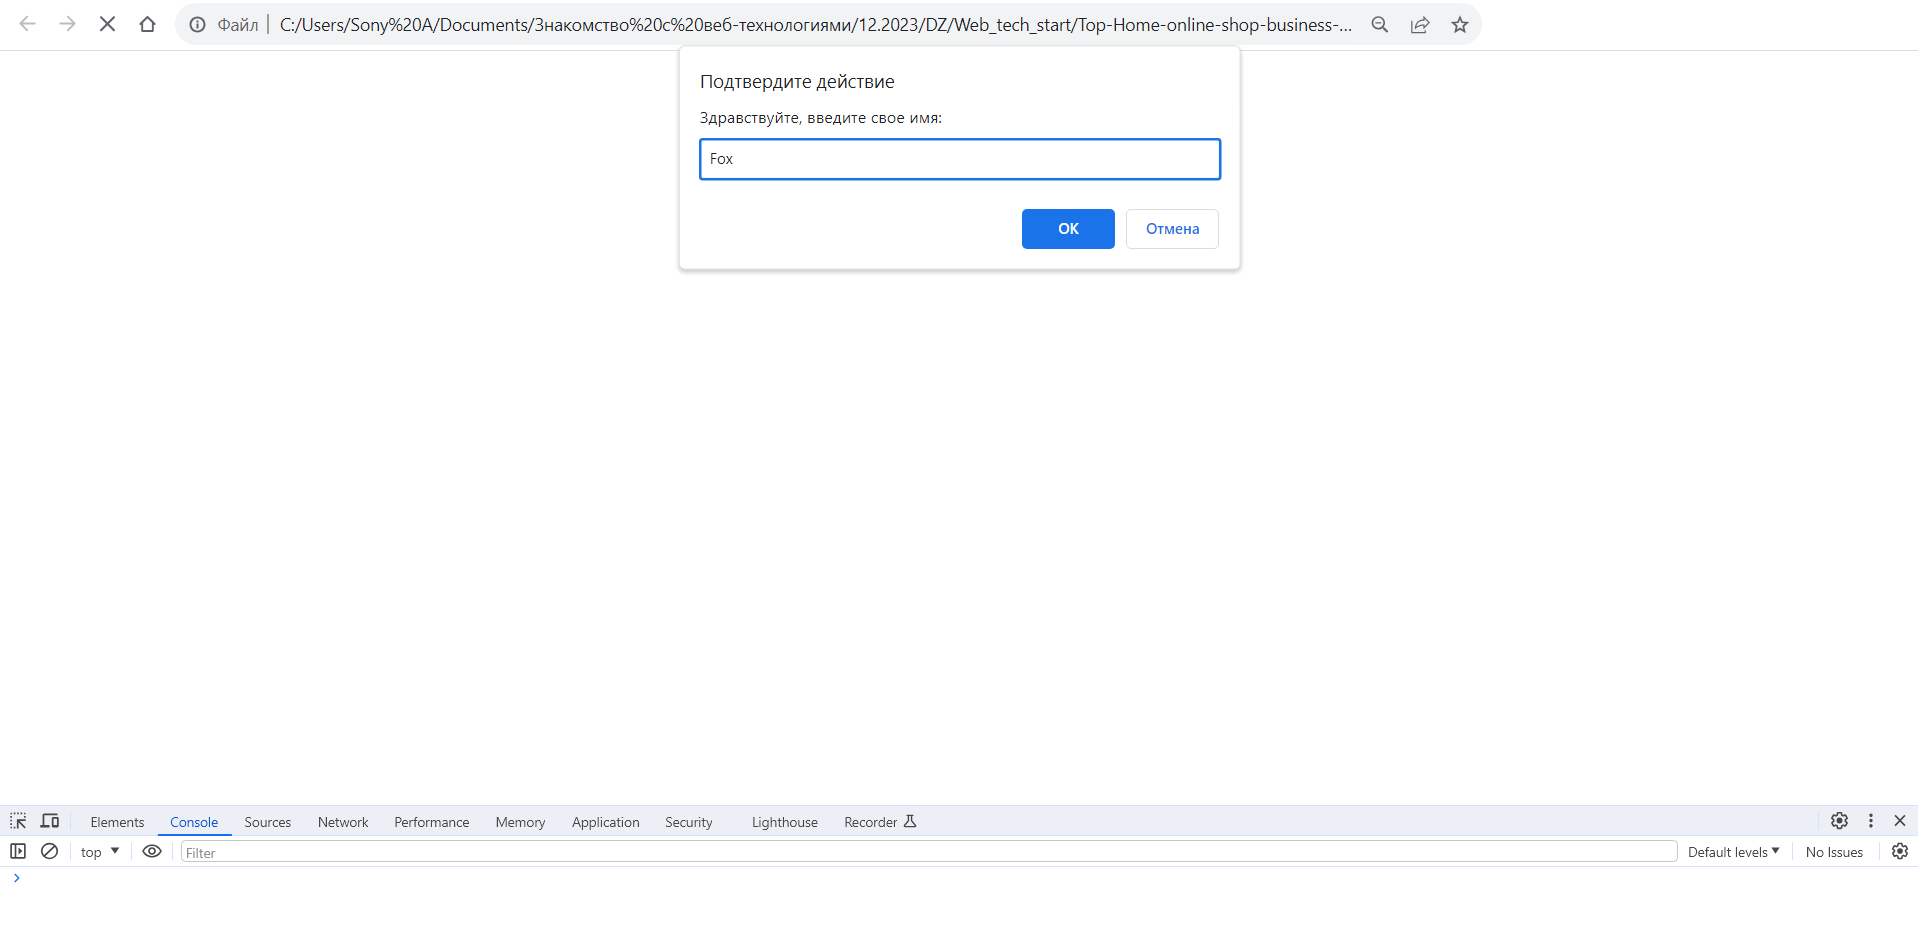 Файл C:/Users/Sony%20A/Documents/Знакомство%20с%20веб-технологиями/12.2023/DZ/Web_tech_start/Top-Home-online-shop-business-...
Подтвердите действие
Здравствуйте, введите свое имя:
Fox
ОК Отмена
Elements Console Sources Network Performance Memory Application Security Lighthouse Recorder
top Filter Default levels No Issues